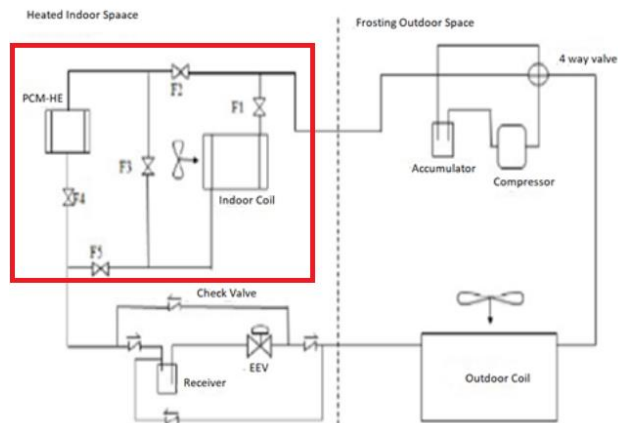 Heated Indoor Spaace
Frosting Outdoor Space
4 way valve
PCM-HE
F2
F1
F3
Accumulator
Compressor
F4
Indoor Coil
F5
Check Valve
EEV
Receiver
Outdoor Coil